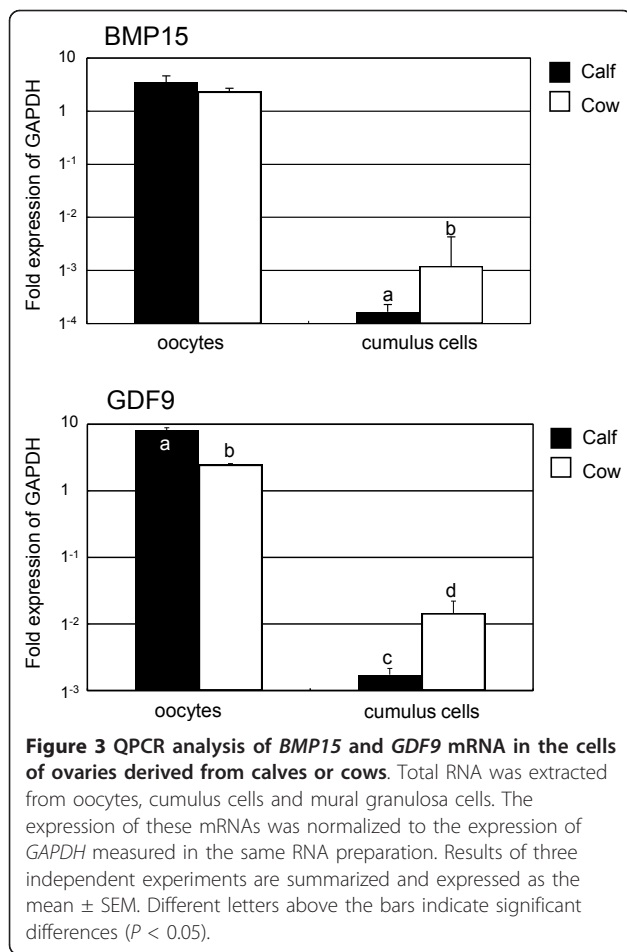 BMP15
10
1
1-1
1-2
1-3
1-4
Fold expression of GAPDH
a
b
oocytes
cumulus cells
Calf
Cow
GDF9
10
1
1-1
1-2
1-3
Fold expression of GAPDH
a
b
c
d
oocytes
cumulus cells
Calf
Cow
Figure 3 QPCR analysis of BMP15 and GDF9 mRNA in the cells
of ovaries derived from calves or cows. Total RNA was extracted
from oocytes, cumulus cells and mural granulosa cells. The
expression of these mRNAs was normalized to the expression of
GAPDH measured in the same RNA preparation. Results of three
independent experiments are summarized and expressed as the
mean ± SEM. Different letters above the bars indicate significant
differences (P < 0.05).